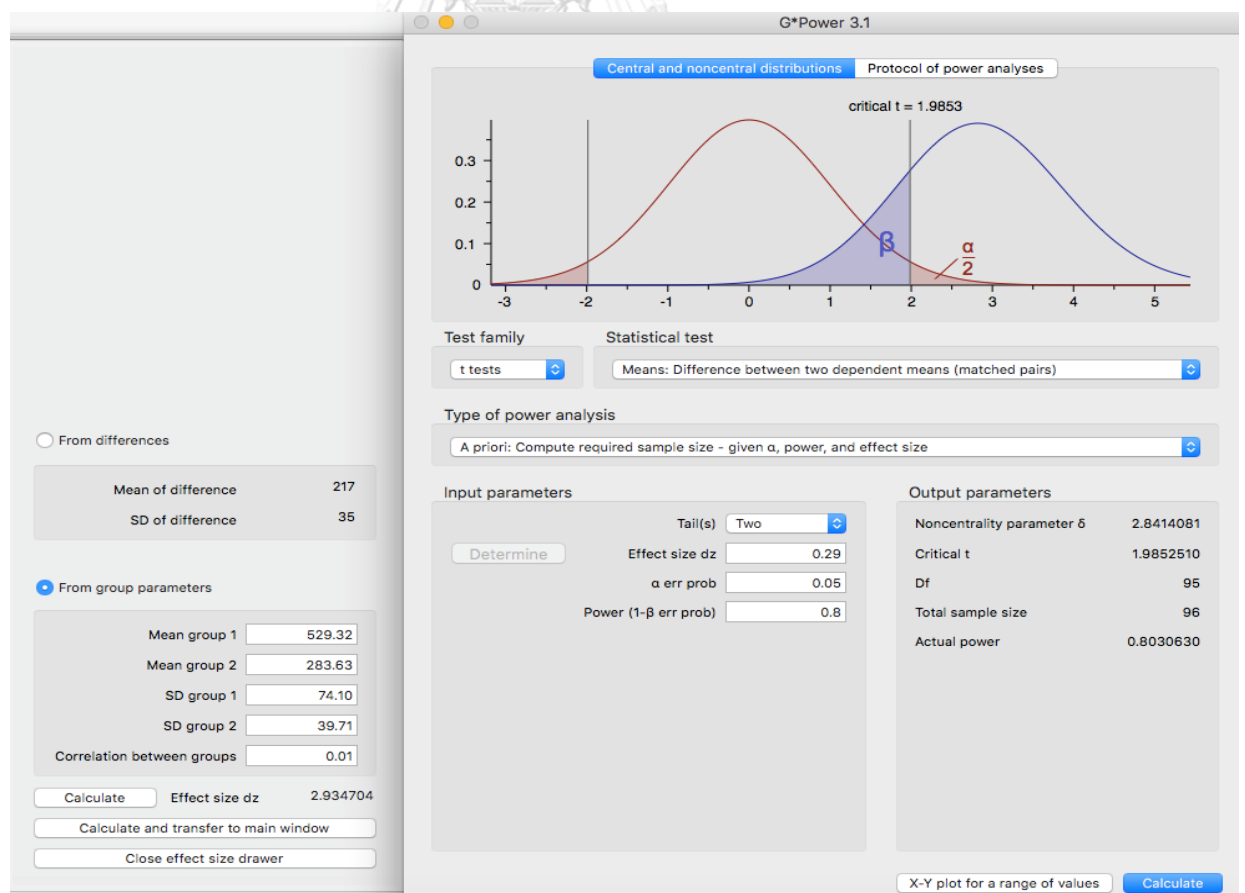 G*Power 3.1
Central and noncentral distributions Protocol of power analyses
critical t = 1.9853
0.3
0.2
0.1
0
β
α
2
-3 -2 -1 0 1 2 3 4 5
Test family Statistical test
t tests Means: Difference between two dependent means (matched pairs)
Type of power analysis
A priori: Compute required sample size - given α, power, and effect size
From differences
Mean of difference 217
SD of difference 35
From group parameters
Mean group 1 529.32
Mean group 2 283.63
SD group 1 74.10
SD group 2 39.71
Correlation between groups 0.01
Calculate Effect size dz 2.934704
Calculate and transfer to main window
Close effect size drawer
Input parameters
Tail(s) Two
Determine Effect size dz 0.29
α err prob 0.05
Power (1-β err prob) 0.8
Output parameters
Noncentrality parameter δ 2.8414081
Critical t 1.9852510
Df 95
Total sample size 96
Actual power 0.8030630
X-Y plot for a range of values Calculate